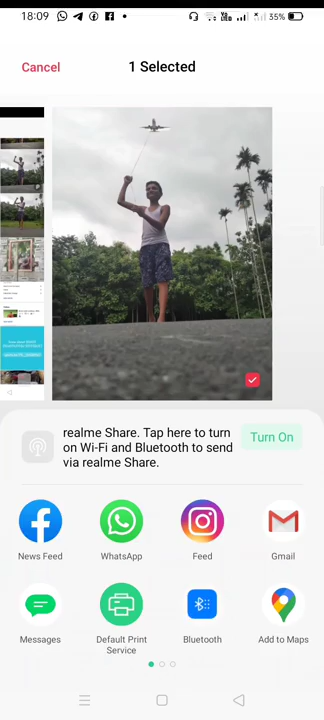 18:09
35%
Cancel
1 Selected
realme Share. Tap here to turn
on Wi-Fi and Bluetooth to send
via realme Share.
Turn On
News Feed
WhatsApp
Feed
Gmail
Messages
Default Print
Service
Bluetooth
Add to Maps